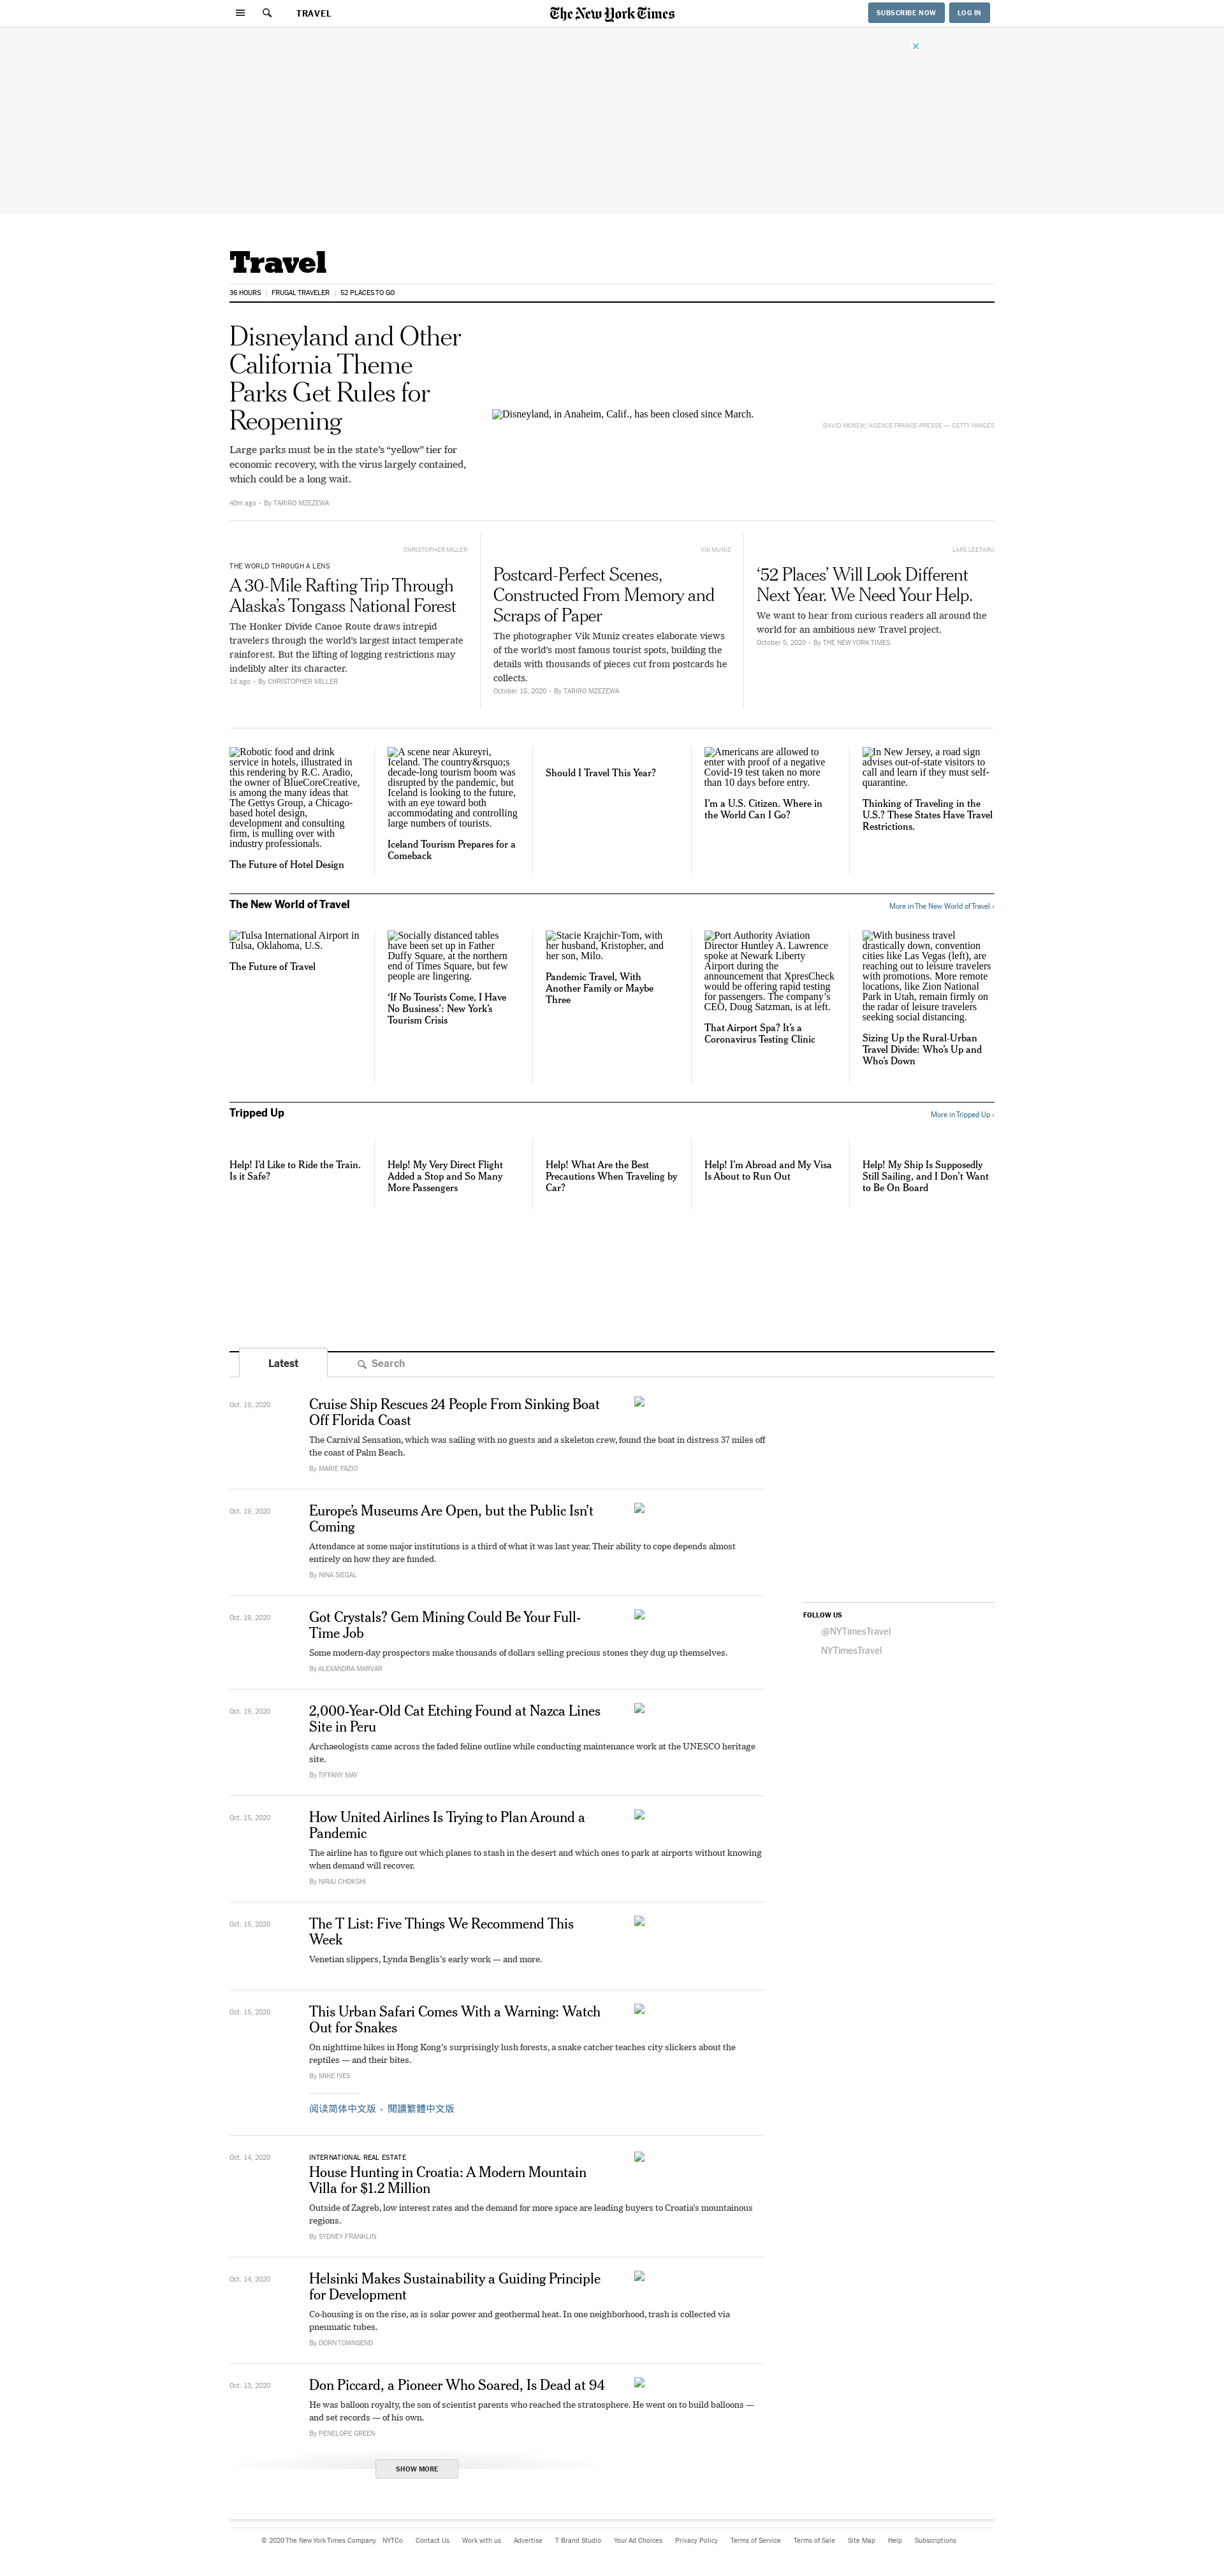 TRAVEL
The New York Times
SUBSCRIBE NOW
LOG IN
Travel
36 HOURS
FRUGAL TRAVELER
52 PLACES TO GO
Disneyland and Other
California Theme
Parks Get Rules for
Reopening
Large parks must be in the state’s “yellow” tier for
economic recovery, with the virus largely contained,
which could be a long wait.
40m ago • By TARIRO MZEZEWA
Disneyland, in Anaheim, Calif., has been closed since March.
DAVID MCNEW/AGENCE FRANCE-PRESSE — GETTY IMAGES
CHRISTOPHER MILLER
THE WORLD THROUGH A LENS
A 30-Mile Rafting Trip Through
Alaska’s Tongass National Forest
The Honker Divide Canoe Route draws intrepid
travelers through the world’s largest intact temperate
rainforest. But the lifting of logging restrictions may
indelibly alter its character.
1d ago • By CHRISTOPHER MILLER
VIK MUNIZ
Postcard-Perfect Scenes,
Constructed From Memory and
Scraps of Paper
The photographer Vik Muniz creates elaborate views
of the world’s most famous tourist spots, building the
details with thousands of pieces cut from postcards he
collects.
October 15, 2020 • By TARIRO MZEZEWA
LARS LEETARU
‘52 Places’ Will Look Different
Next Year. We Need Your Help.
We want to hear from curious readers all around the
world for an ambitious new Travel project.
October 5, 2020 • By THE NEW YORK TIMES
Robotic food and drink
service in hotels, illustrated in
this rendering by R.C. Aradio,
the owner of BlueCoreCreative,
is among the many ideas that
The Gettys Group, a Chicago-
based hotel design,
development and consulting
firm, is mulling over with
industry professionals.
The Future of Hotel Design
A scene near Akureyri,
Iceland. The country&rsquo;s
decade-long tourism boom was
disrupted by the pandemic, but
Iceland is looking to the future,
with an eye toward both
accommodating and controlling
large numbers of tourists.
Iceland Tourism Prepares for a
Comeback
Should I Travel This Year?
Americans are allowed to
enter with proof of a negative
Covid-19 test taken no more
than 10 days before entry.
I’m a U.S. Citizen. Where in
the World Can I Go?
In New Jersey, a road sign
advises out-of-state visitors to
call and learn if they must self-
quarantine.
Thinking of Traveling in the
U.S.? These States Have Travel
Restrictions.
The New World of Travel
More in The New World of Travel ›
Tulsa International Airport in
Tulsa, Oklahoma, U.S.
The Future of Travel
Socially distanced tables
have been set up in Father
Duffy Square, at the northern
end of Times Square, but few
people are lingering.
‘If No Tourists Come, I Have
No Business’: New York’s
Tourism Crisis
Stacie Krajchir-Tom, with
her husband, Kristopher, and
her son, Milo.
Pandemic Travel, With
Another Family or Maybe
Three
Port Authority Aviation
Director Huntley A. Lawrence
spoke at Newark Liberty
Airport during the
announcement that XpresCheck
would be offering rapid testing
for passengers. The company’s
CEO, Doug Satzman, is at left.
That Airport Spa? It’s a
Coronavirus Testing Clinic
With business travel
drastically down, convention
cities like Las Vegas (left), are
reaching out to leisure travelers
with promotions. More remote
locations, like Zion National
Park in Utah, remain firmly on
the radar of leisure travelers
seeking social distancing.
Sizing Up the Rural-Urban
Travel Divide: Who’s Up and
Who’s Down
Tripped Up
More in Tripped Up ›
Help! I’d Like to Ride the Train.
Is it Safe?
Help! My Very Direct Flight
Added a Stop and So Many
More Passengers
Help! What Are the Best
Precautions When Traveling by
Car?
Help! I’m Abroad and My Visa
Is About to Run Out
Help! My Ship Is Supposedly
Still Sailing, and I Don’t Want
to Be On Board
Latest
Search
Oct. 19, 2020
Cruise Ship Rescues 24 People From Sinking Boat
Off Florida Coast
The Carnival Sensation, which was sailing with no guests and a skeleton crew, found the boat in distress 37 miles off
the coast of Palm Beach.
By MARIE FAZIO
Oct. 19, 2020
Europe’s Museums Are Open, but the Public Isn’t
Coming
Attendance at some major institutions is a third of what it was last year. Their ability to cope depends almost
entirely on how they are funded.
By NINA SIEGAL
Oct. 19, 2020
Got Crystals? Gem Mining Could Be Your Full-
Time Job
Some modern-day prospectors make thousands of dollars selling precious stones they dug up themselves.
By ALEXANDRA MARVAR
FOLLOW US
@NYTimesTravel
NYTimesTravel
Oct. 19, 2020
2,000-Year-Old Cat Etching Found at Nazca Lines
Site in Peru
Archaeologists came across the faded feline outline while conducting maintenance work at the UNESCO heritage
site.
By TIFFANY MAY
Oct. 15, 2020
How United Airlines Is Trying to Plan Around a
Pandemic
The airline has to figure out which planes to stash in the desert and which ones to park at airports without knowing
when demand will recover.
By NIRAJ CHOKSHI
Oct. 15, 2020
The T List: Five Things We Recommend This
Week
Venetian slippers, Lynda Benglis’s early work — and more.
Oct. 15, 2020
This Urban Safari Comes With a Warning: Watch
Out for Snakes
On nighttime hikes in Hong Kong’s surprisingly lush forests, a snake catcher teaches city slickers about the
reptiles — and their bites.
By MIKE IVES
阅读简体中文版 • 閱讀繁體中文版
Oct. 14, 2020
INTERNATIONAL REAL ESTATE
House Hunting in Croatia: A Modern Mountain
Villa for $1.2 Million
Outside of Zagreb, low interest rates and the demand for more space are leading buyers to Croatia’s mountainous
regions.
By SYDNEY FRANKLIN
Oct. 14, 2020
Helsinki Makes Sustainability a Guiding Principle
for Development
Co-housing is on the rise, as is solar power and geothermal heat. In one neighborhood, trash is collected via
pneumatic tubes.
By DORN TOWNSEND
Oct. 13, 2020
Don Piccard, a Pioneer Who Soared, Is Dead at 94
He was balloon royalty, the son of scientist parents who reached the stratosphere. He went on to build balloons —
and set records — of his own.
By PENELOPE GREEN
SHOW MORE
© 2020 The New York Times Company NYTCo Contact Us Work with us Advertise T Brand Studio Your Ad Choices Privacy Policy Terms of Service Terms of Sale Site Map Help Subscriptions